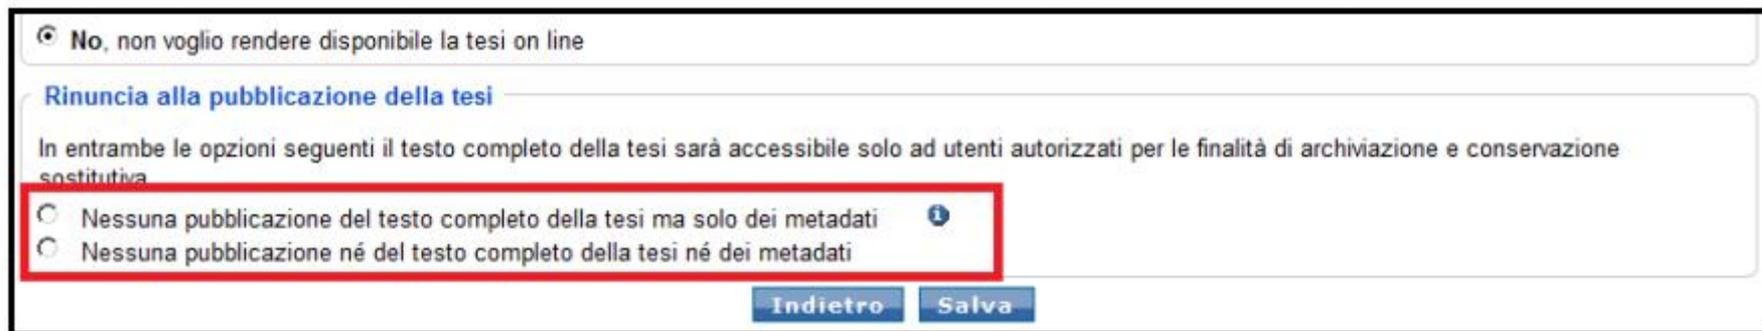 No, non voglio rendere disponibile la tesi on line
Rinuncia alla pubblicazione della tesi
In entrambe le opzioni seguenti il testo completo della tesi sarà accessibile solo ad utenti autorizzati per le finalità di archiviazione e conservazione
sostitutiva
Nessuna pubblicazione del testo completo della tesi ma solo dei metadati
Nessuna pubblicazione né del testo completo della tesi né dei metadati
Indietro Salva